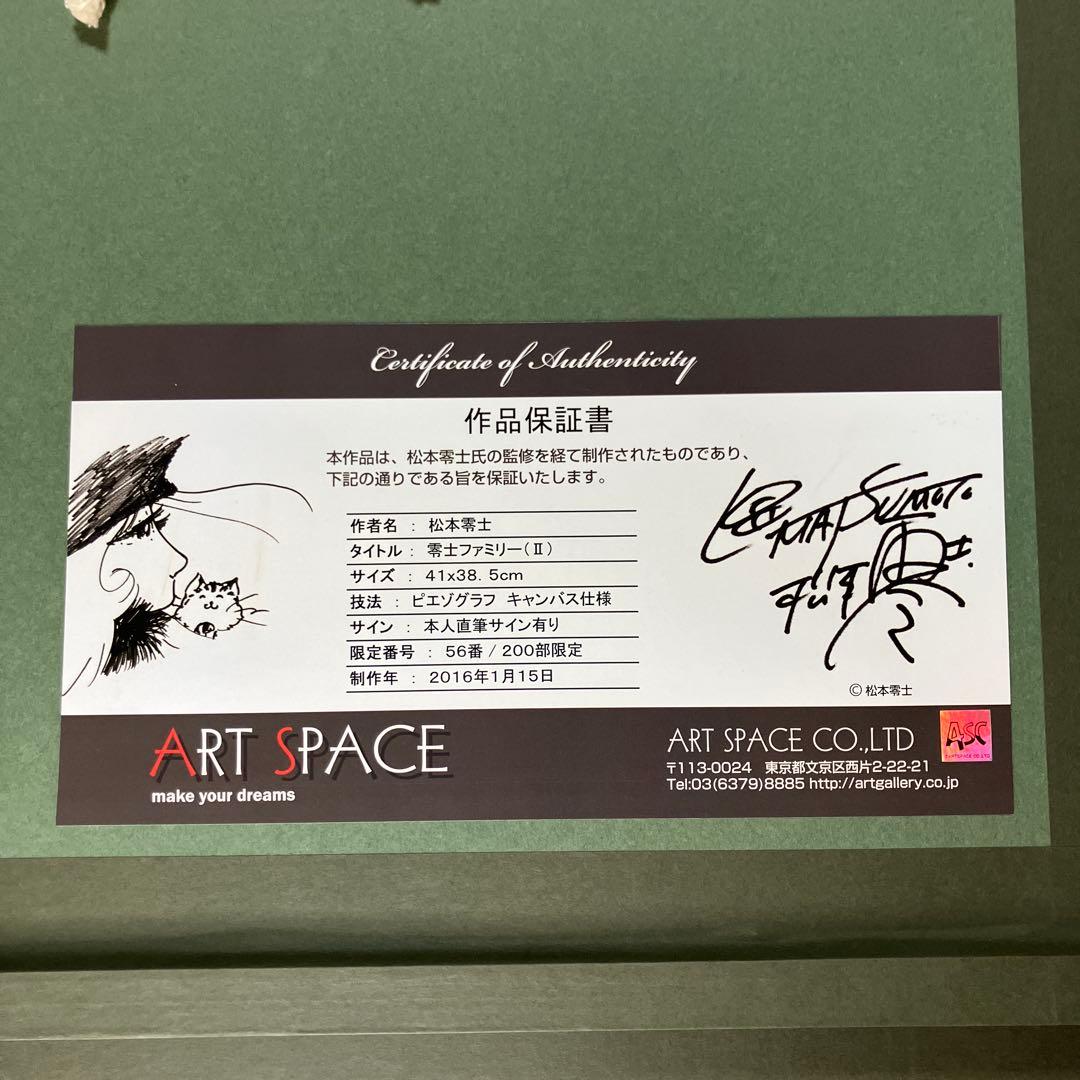 Certificate of Authenticity
作品保証書
本作品は、松本零士氏の監修を経て制作されたものであり、
下記の通りである旨を保証いたします。
作者名 : 松本零士
タイトル : 零士ファミリー(Ⅱ)
サイズ : 41x38.5cm
技法 : ピエゾグラフ キャンバス仕様
サイン : 本人直筆サイン有り
限定番号 : 56番 / 200部限定
制作年 : 2016年1月15日
MATSUMOTO
© 松本零士
ART SPACE
make your dreams
ART SPACE CO.,LTD
〒113-0024 東京都文京区西片2-22-21
Tel:03(6379)8885 http://artgallery.co.jp
ASC
ARTSPACE CO.LTD